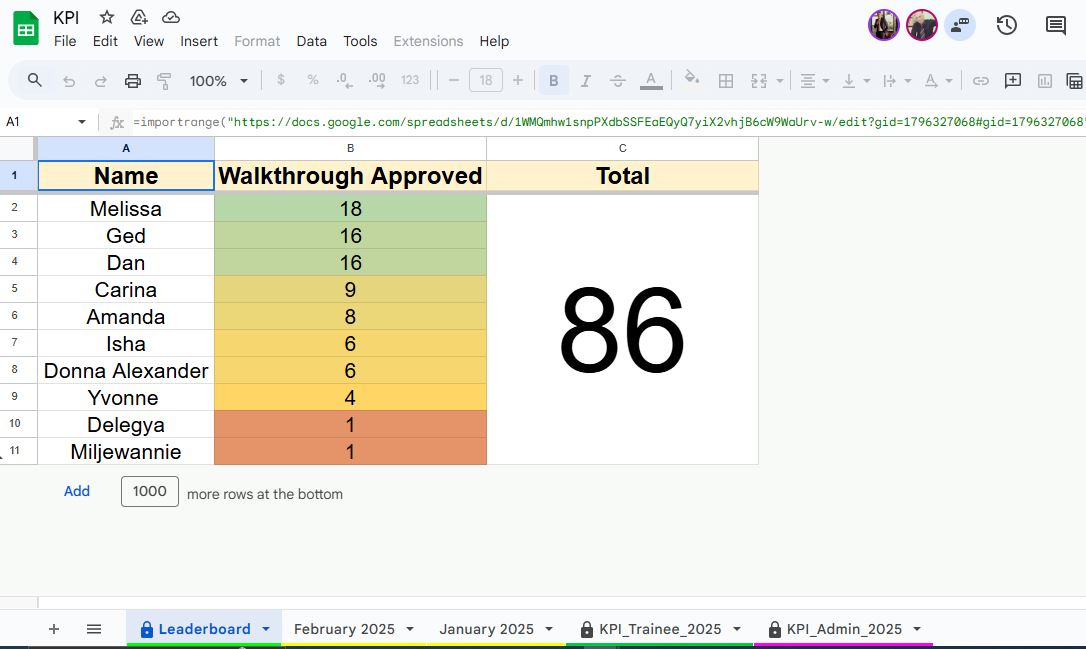 KPI
File Edit View Insert Format Data Tools Extensions Help
100% $ % .0 .00 123 18 B I S A
A1 fx =importrange("https://docs.google.com/spreadsheets/d/1WMQmhw1snpPXdbSSFEaEQyQ7yiX2vhjB6cW9WaUrv-w/edit?gid=1796327068#gid=1796327068"
A B C
1 Name Walkthrough Approved Total
2 Melissa 18
3 Ged 16
4 Dan 16
5 Carina 9
6 Amanda 8
86
7 Isha 6
8 Donna Alexander 6
9 Yvonne 4
10 Delegya 1
11 Miljewannie 1
Add 1000 more rows at the bottom
Leaderboard February 2025 January 2025 KPI_Trainee_2025 KPI_Admin_2025